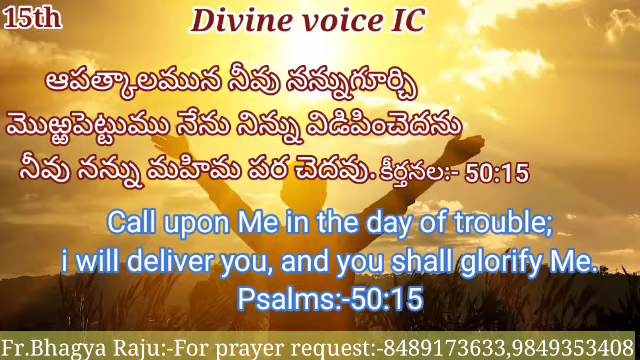 15th
Divine voice IC
ఆపత్కాలమున నీవు నన్నుగూర్చి
మొఱ్ఱపెట్టుము నేను నిన్ను విడిపించెదను
నీవు నన్ను మహిమ పర చెదవు. కీర్తనలః- 50:15
Call upon Me in the day of trouble;
i will deliver you, and you shall glorify Me.
Psalms:-50:15
Fr.Bhagya Raju:-For prayer request:-8489173633,9849353408